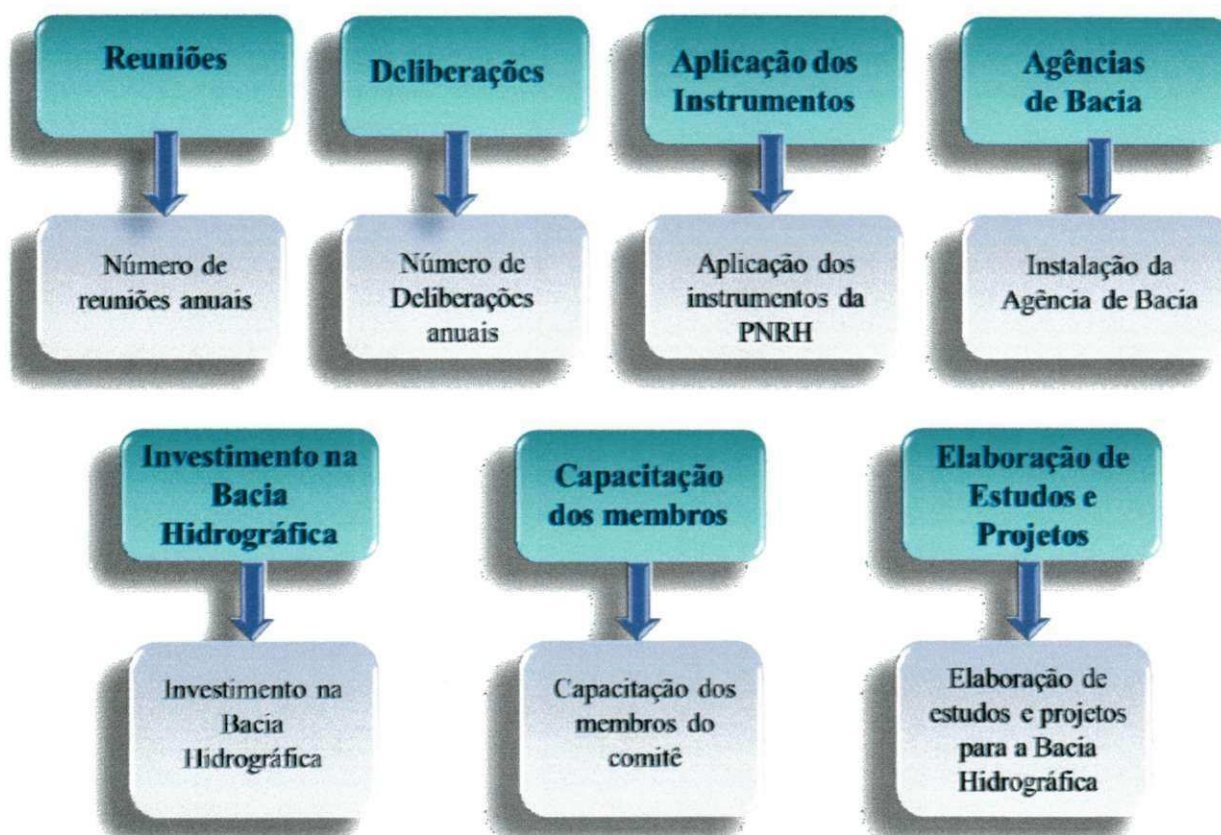 Reuniões
Número de
reuniões anuais
Deliberações
Número de
Deliberações
anuais
Aplicação dos
Instrumentos
Aplicação dos
instrumentos da
PNRH
Agências
de Bacia
Instalação da
Agência de Bacia
Investimento na
Bacia
Hidrográfica
Investimento na
Bacia
Hidrográfica
Capacitação
dos membros
Capacitação dos
membros do
comitê
Elaboração de
Estudos e
Projetos
Elaboração de
estudos e projetos
para a Bacia
Hidrográfica